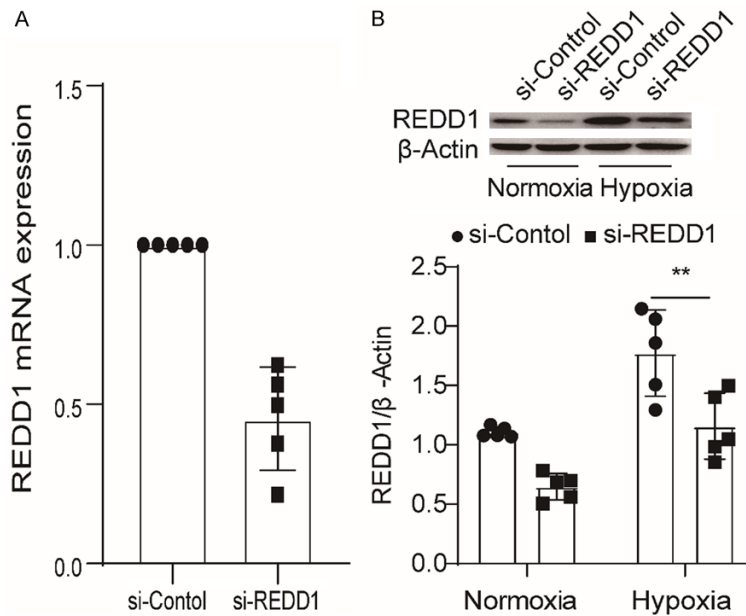 A
REDD1 mRNA expression
1.5
1.0
0.5
0.0
si-Contol si-REDD1
B
si-Control si-REDD1 si-Control si-REDD1
REDD1
β-Actin
Normoxia Hypoxia
si-Contol si-REDD1
REDD1/β -Actin
2.5
2.0
1.5
1.0
0.5
0.0
**
Normoxia Hypoxia